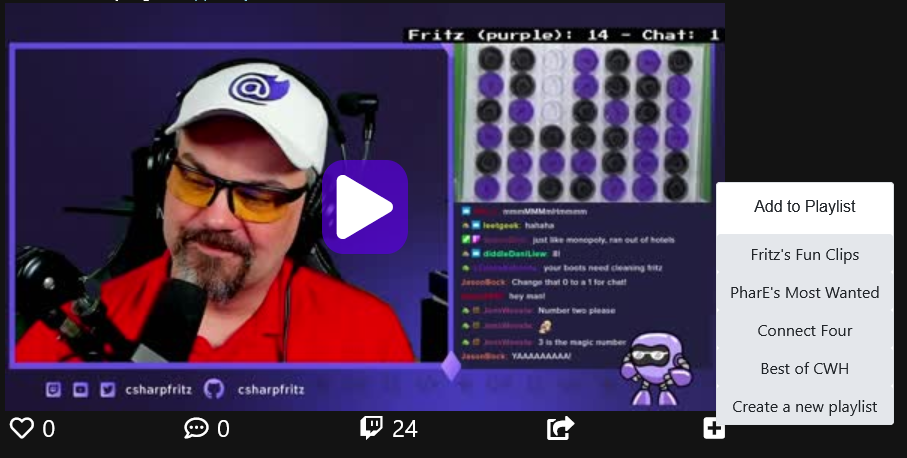 Fritz (purple): 14 - Chat: 1
@
mmmMMMmHmmmm
leetgeek: hahaha
just like monopoly, ran out of hotels
diddleDaniLiew: 8!
your boots need cleaning fritz
JasonBock: Change that 0 to a 1 for chat!
hey man!
Number two please
3 is the magic number
JasonBock: YAAAAAAAAA!
csharpfritz csharpfritz
0
0
24
Add to Playlist
Fritz's Fun Clips
PharE's Most Wanted
Connect Four
Best of CWH
Create a new playlist